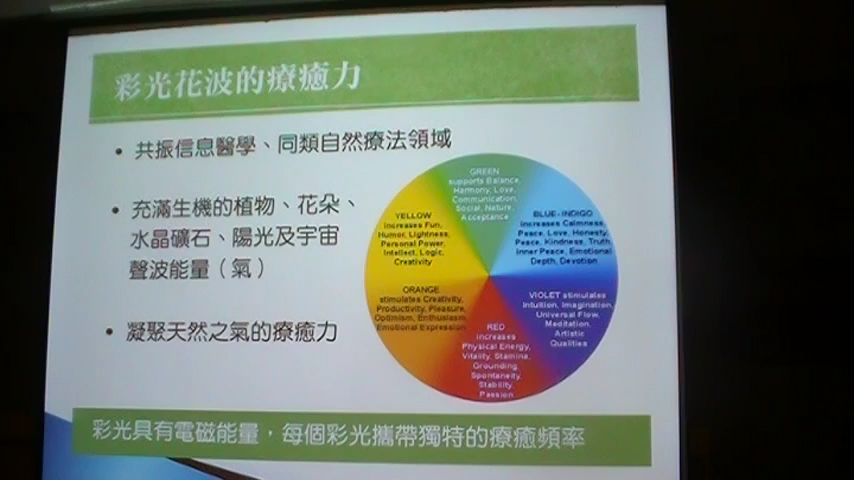 彩光花波的療癒力
• 共振信息醫學、同類自然療法領域
• 充滿生機的植物、花朵、
水晶礦石、陽光及宇宙
聲波能量（氣）
• 凝聚天然之氣的療癒力
GREEN
supports Balance,
Harmony, Love,
Communication,
Social, Nature,
Acceptance
YELLOW
increases Fun,
Humor, Lightness,
Personal Power,
Intellect, Logic,
Creativity
BLUE-INDIGO
increases Calmness,
Peace, Love, Honesty,
Peace, Kindness, Truth,
Inner Peace, Emotional
Depth, Devotion
ORANGE
stimulates Creativity,
Productivity, Pleasure,
Optimism, Enthusiasm,
Emotional Expression
VIOLET stimulates
Intuition, Imagination,
Universal Flow,
Meditation,
Artistic
Qualities
RED
increases
Physical Energy,
Vitality, Stamina,
Grounding,
Spontaneity,
Stability,
Passion
彩光具有電磁能量，每個彩光攜帶獨特的療癒頻率